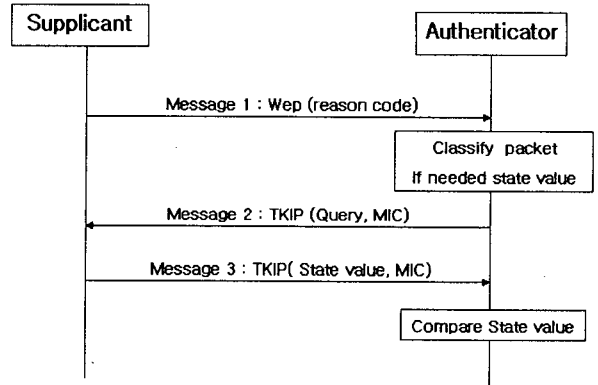 Supplicant
Authenticator
Message 1 : Wep (reason code)
Classify packet
If needed state value
Message 2 : TKIP (Query, MIC)
Message 3 : TKIP( State value, MIC)
Compare State value